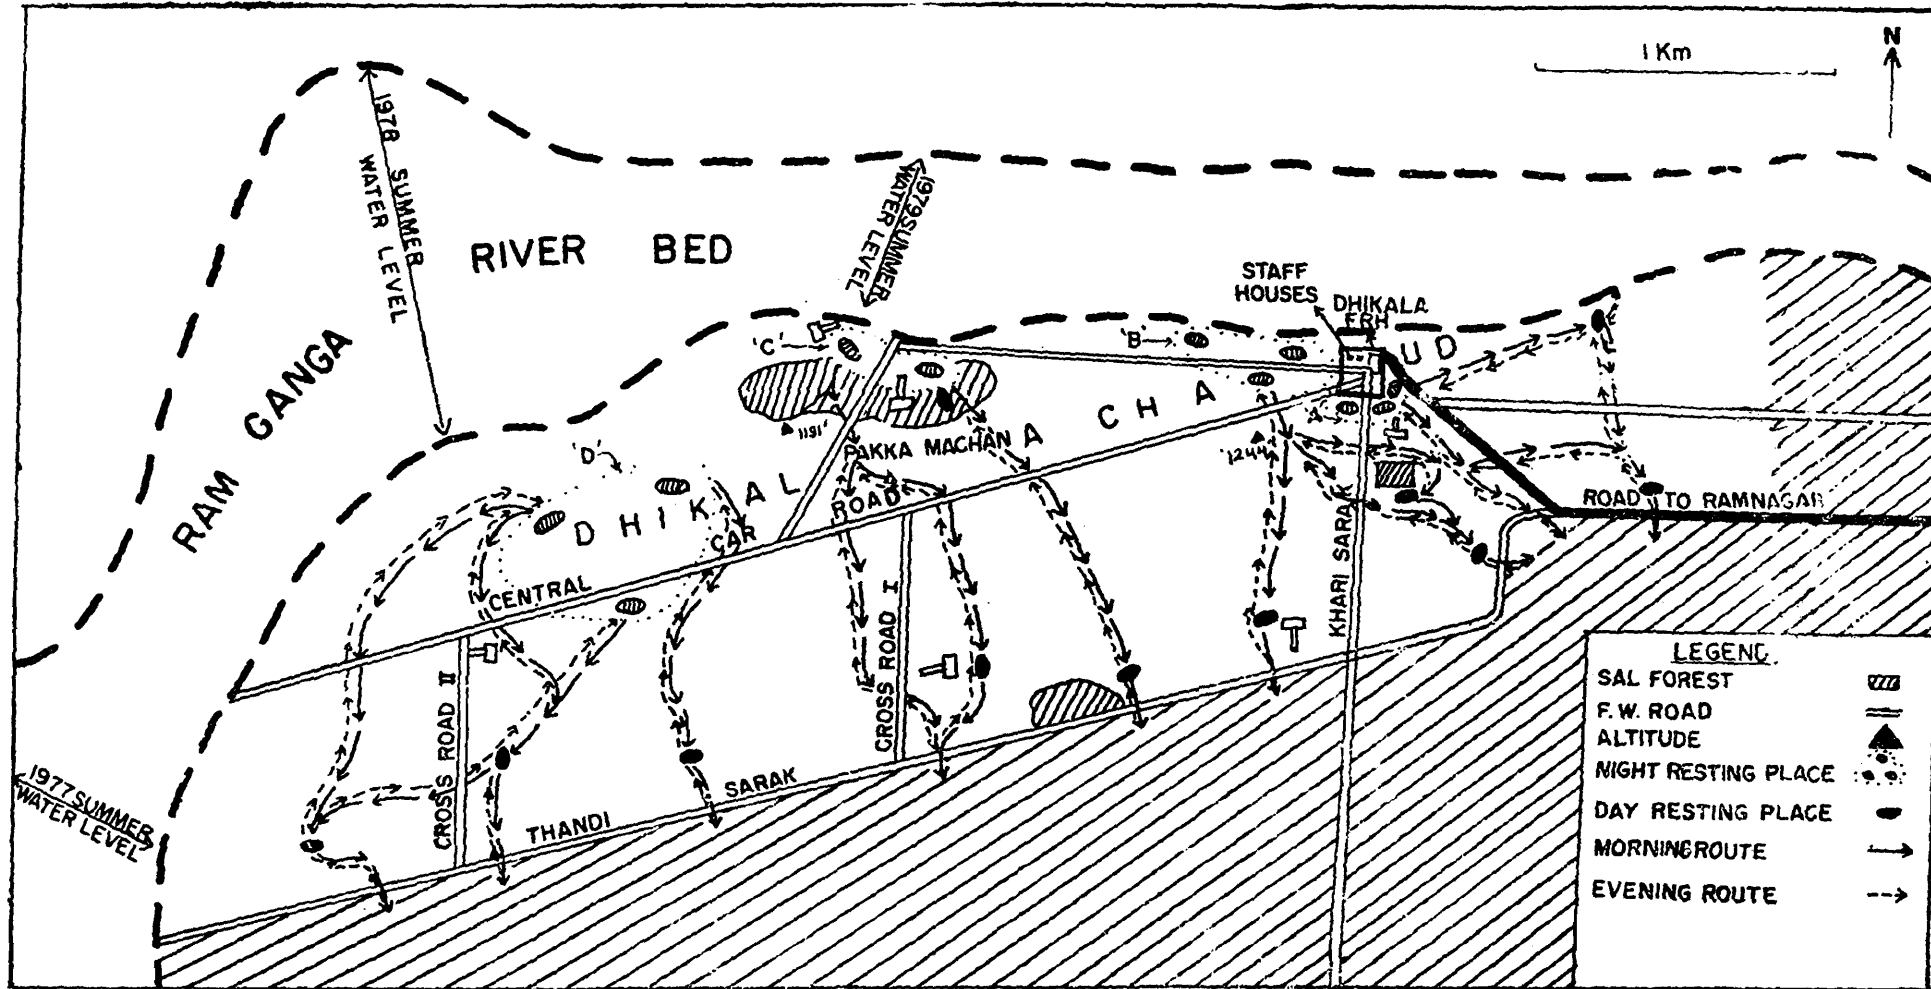 1 Km
N
1978 SUMMER
WATER LEVEL
1979 SUMMER
WATER LEVEL
RIVER BED
RAM GANGA
STAFF
HOUSES
DHIKALA
FRH
'C'
'B'
'A'
'D'
1191'
1244'
PAKKA MACHAN
DHIKALA CHAUD
CENTRAL CAR ROAD
ROAD TO RAMNAGAR
KHARI SARAK
CROSS ROAD I
CROSS ROAD II
THANDI SARAK
1977 SUMMER
WATER LEVEL
LEGEND
SAL FOREST
F.W. ROAD
ALTITUDE
NIGHT RESTING PLACE
DAY RESTING PLACE
MORNING ROUTE
EVENING ROUTE